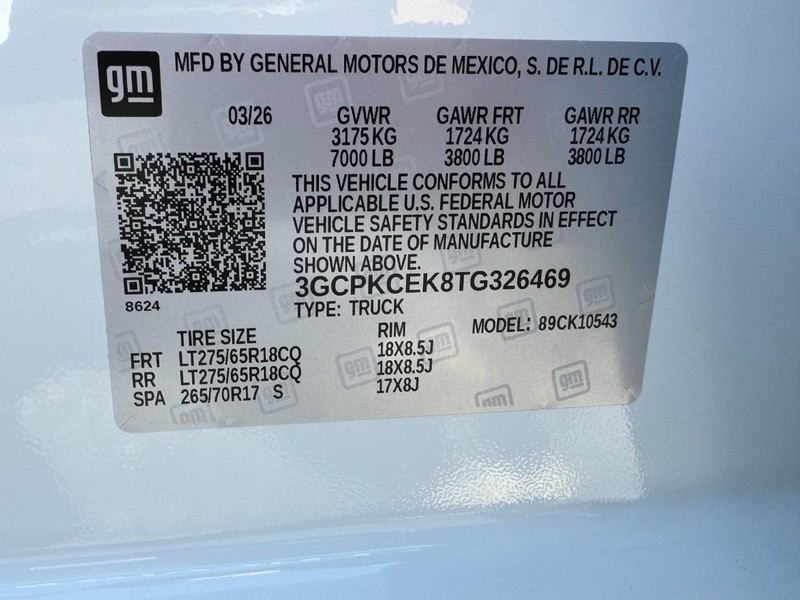 gm
MFD BY GENERAL MOTORS DE MEXICO, S. DE R.L. DE C.V.
03/26 GVWR GAWR FRT GAWR RR
3175 KG 1724 KG 1724 KG
7000 LB 3800 LB 3800 LB
THIS VEHICLE CONFORMS TO ALL
APPLICABLE U.S. FEDERAL MOTOR
VEHICLE SAFETY STANDARDS IN EFFECT
ON THE DATE OF MANUFACTURE
SHOWN ABOVE.
3GCPKCEK8TG326469
8624
TYPE: TRUCK
TIRE SIZE RIM MODEL: 89CK10543
FRT LT275/65R18CQ 18X8.5J
RR LT275/65R18CQ 18X8.5J
SPA 265/70R17 S 17X8J